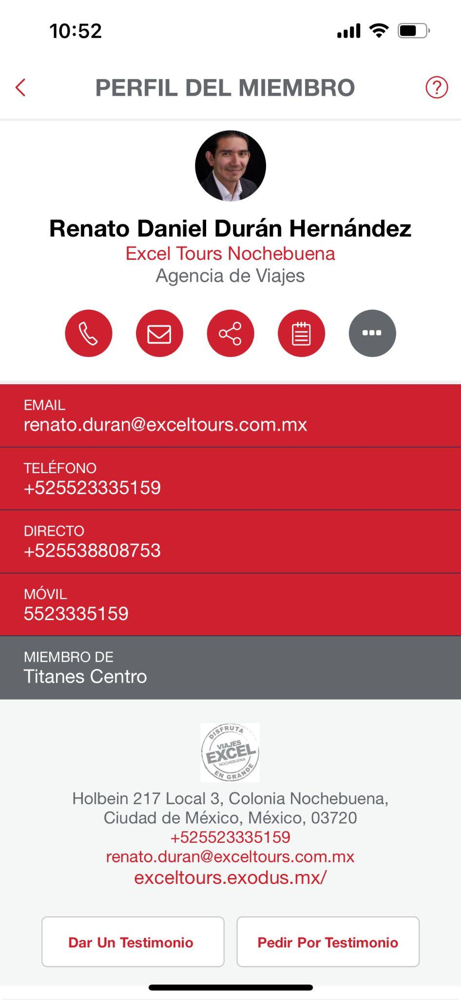 10:52
PERFIL DEL MIEMBRO
?
Renato Daniel Durán Hernández
Excel Tours Nochebuena
Agencia de Viajes
EMAIL
renato.duran@exceltours.com.mx
TELÉFONO
+525523335159
DIRECTO
+525538808753
MÓVIL
5523335159
MIEMBRO DE
Titanes Centro
DISFRUTA
VIAJES
EXCEL
NOCHEBUENA
EN GRANDE
Holbein 217 Local 3, Colonia Nochebuena,
Ciudad de México, México, 03720
+525523335159
renato.duran@exceltours.com.mx
exceltours.exodus.mx/
Dar Un Testimonio
Pedir Por Testimonio